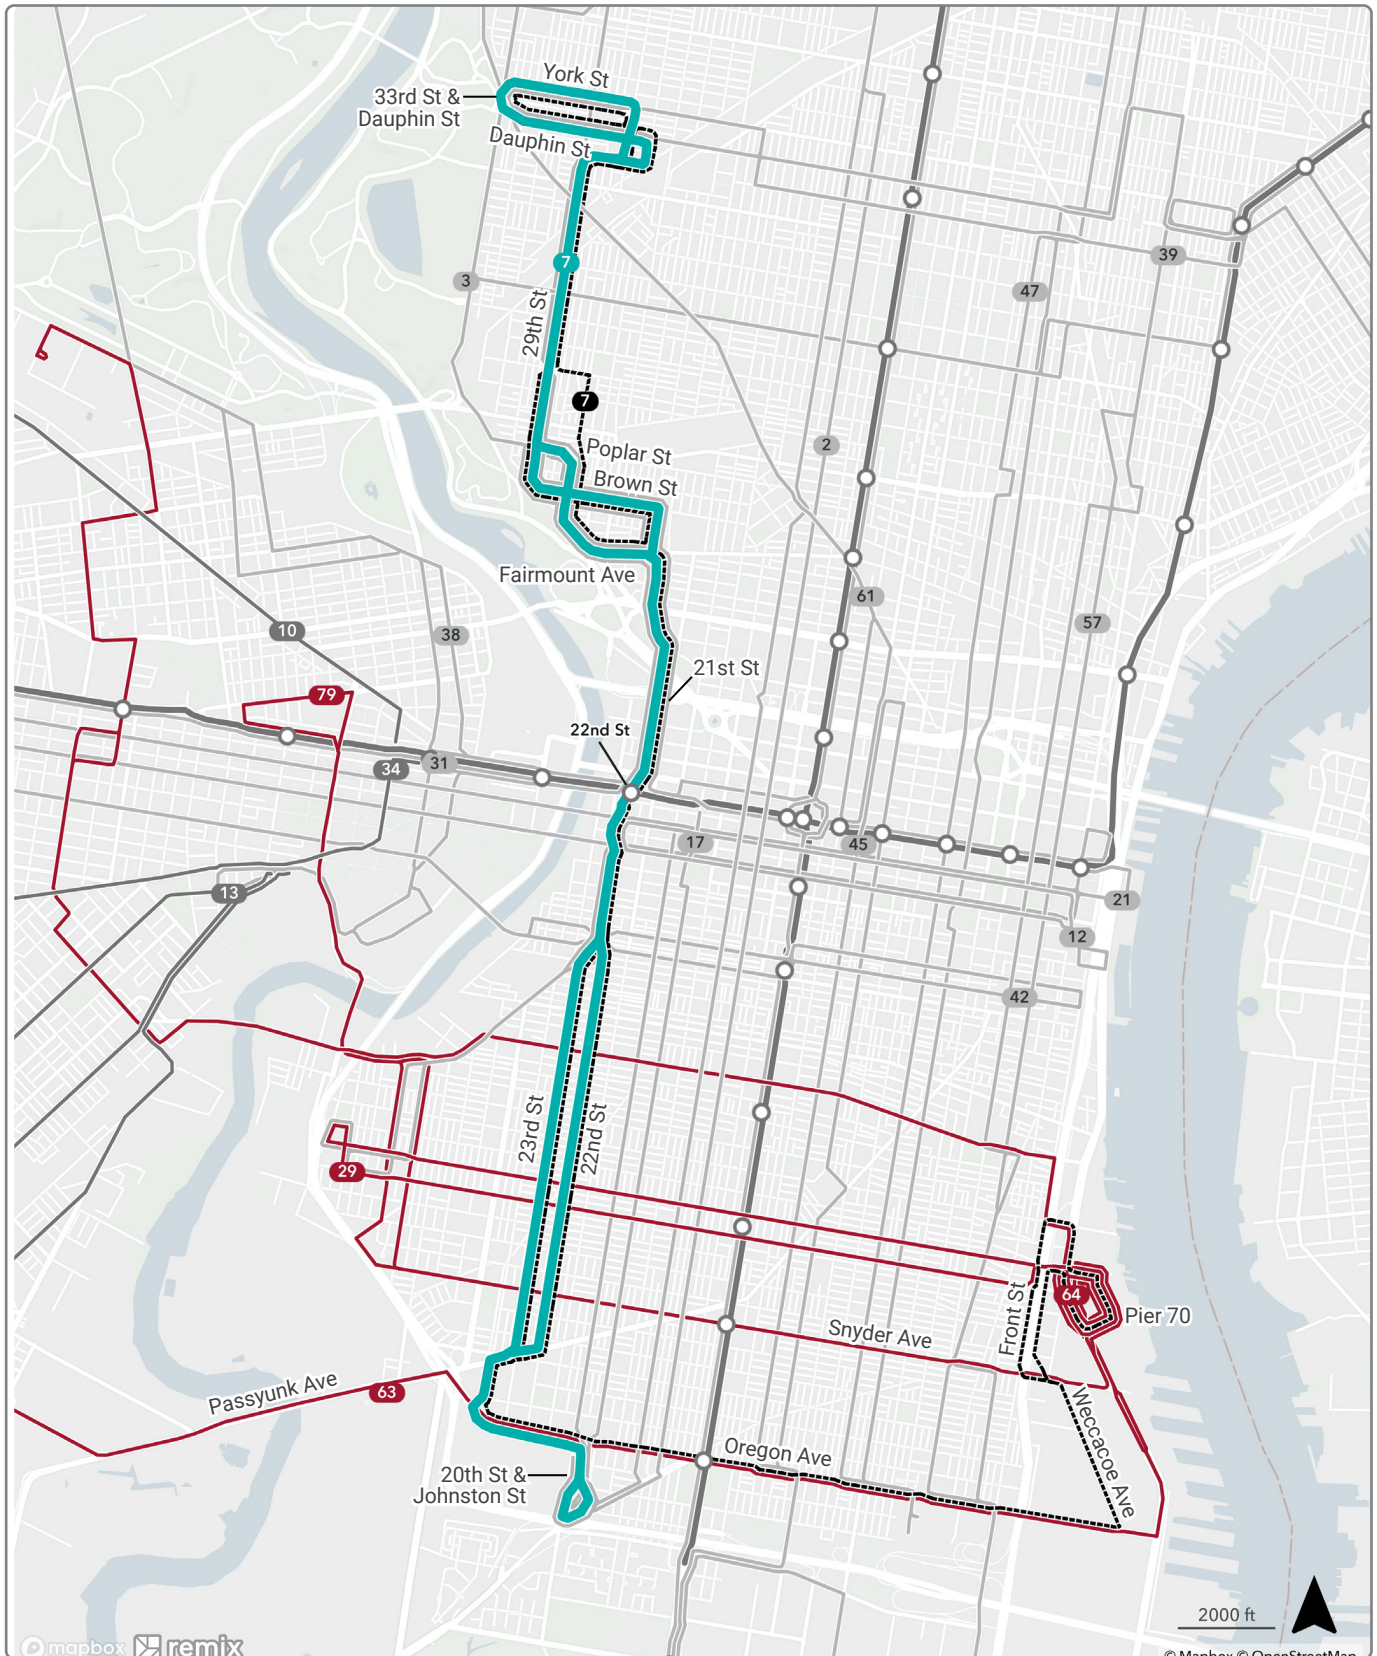 York St
33rd St &
Dauphin St
Dauphin St
7
3
39
47
29th St
7
2
Poplar St
Brown St
Fairmount Ave
61
57
10
38
21st St
79
22nd St
31
34
17
45
13
21
12
42
23rd St
22nd St
29
64
Front St
Pier 70
Snyder Ave
Passyunk Ave
63
Weccacoe Ave
Oregon Ave
20th St &
Johnston St
2000 ft
mapbox remix
© Mapbox © OpenStreetMap